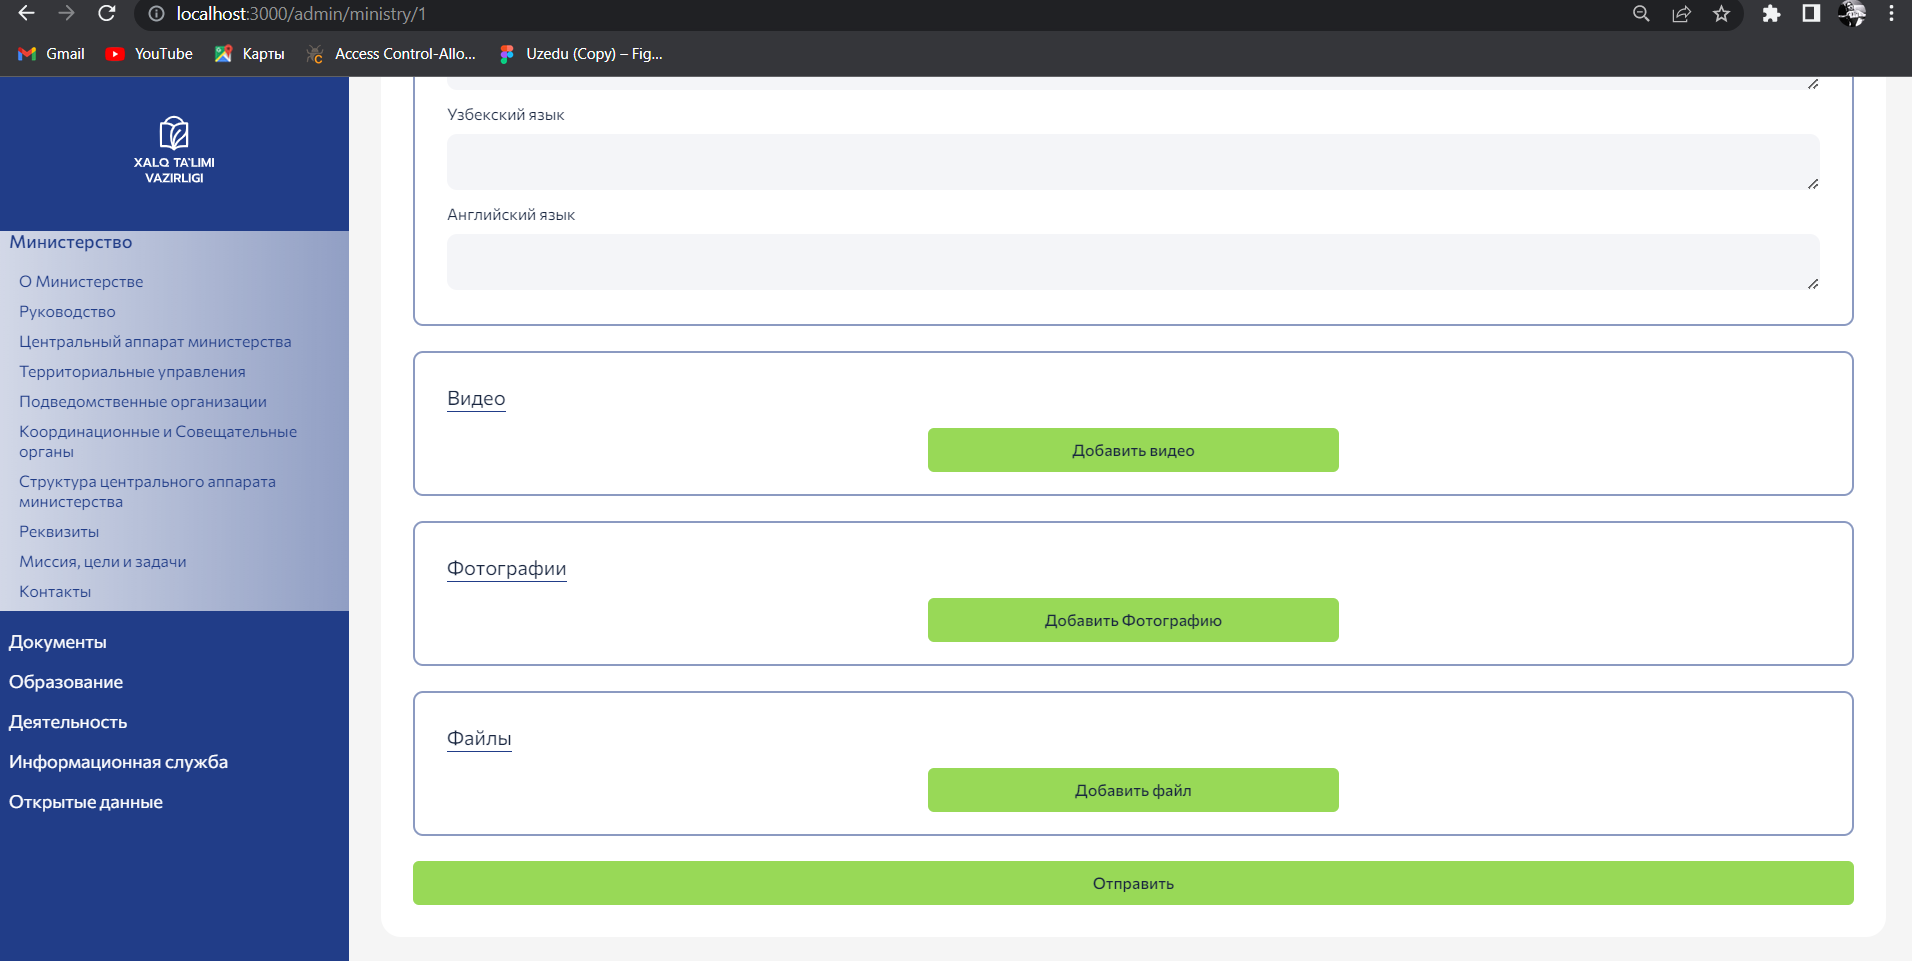 localhost:3000/admin/ministry/1
Gmail
YouTube
Карты
Access Control-Allo...
Uzedu (Copy) – Fig...
XALQ TA'LIMI
VAZIRLIGI
Министерство
О Министерстве
Руководство
Центральный аппарат министерства
Территориальные управления
Подведомственные организации
Координационные и Совещательные
органы
Структура центрального аппарата
министерства
Реквизиты
Миссия, цели и задачи
Контакты
Документы
Образование
Деятельность
Информационная служба
Открытые данные
Узбекский язык
Английский язык
Видео
Добавить видео
Фотографии
Добавить Фотографию
Файлы
Добавить файл
Отправить